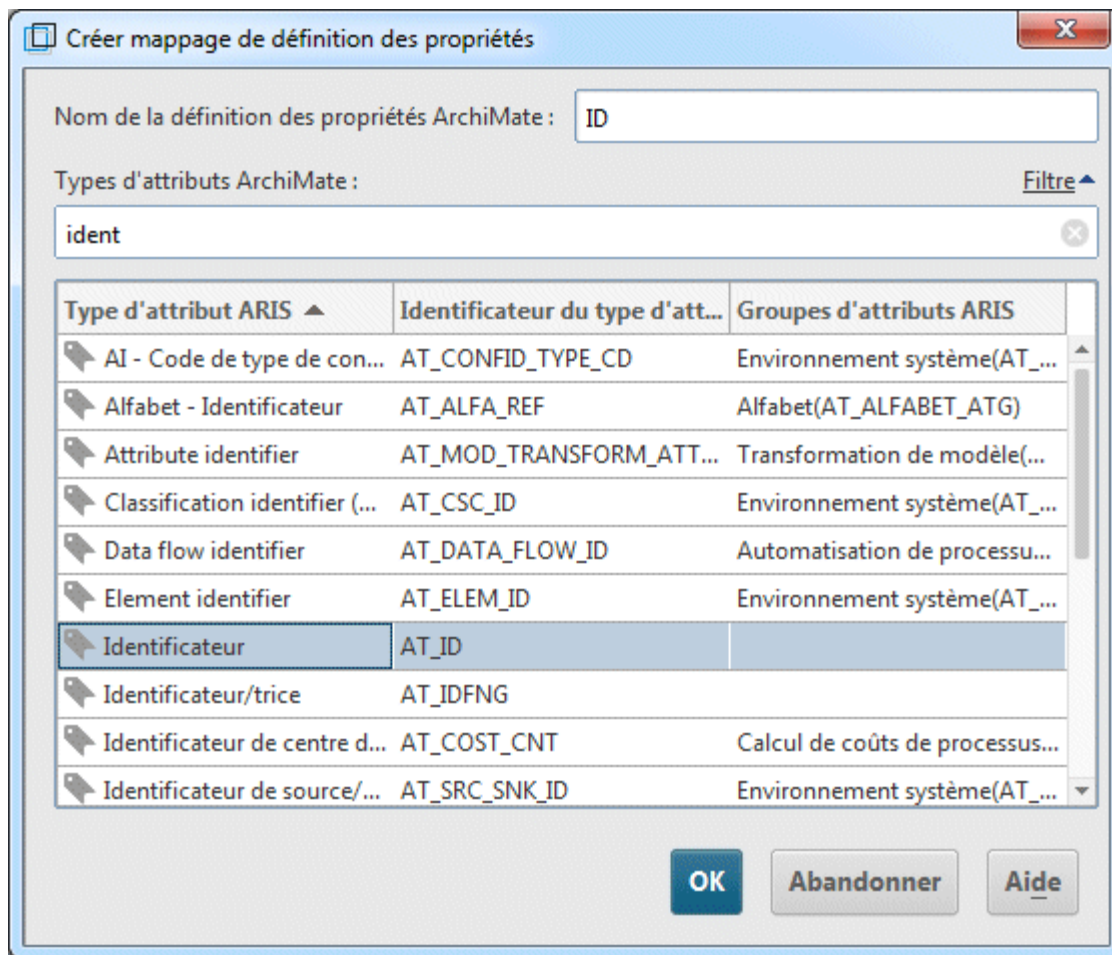 Créer mappage de définition des propriétés
Nom de la définition des propriétés ArchiMate : ID
Types d'attributs ArchiMate : Filtre
ident
Type d'attribut ARIS Identificateur du type d'att... Groupes d'attributs ARIS
AI - Code de type de con... AT_CONFID_TYPE_CD Environnement système(AT_...
Alfabet - Identificateur AT_ALFA_REF Alfabet(AT_ALFABET_ATG)
Attribute identifier AT_MOD_TRANSFORM_ATT... Transformation de modèle(...
Classification identifier (... AT_CSC_ID Environnement système(AT_...
Data flow identifier AT_DATA_FLOW_ID Automatisation de processu...
Element identifier AT_ELEM_ID Environnement système(AT_...
Identificateur AT_ID
Identificateur/trice AT_IDFNG
Identificateur de centre d... AT_COST_CNT Calcul de coûts de processus...
Identificateur de source/... AT_SRC_SNK_ID Environnement système(AT_...
OK Abandonner Aide